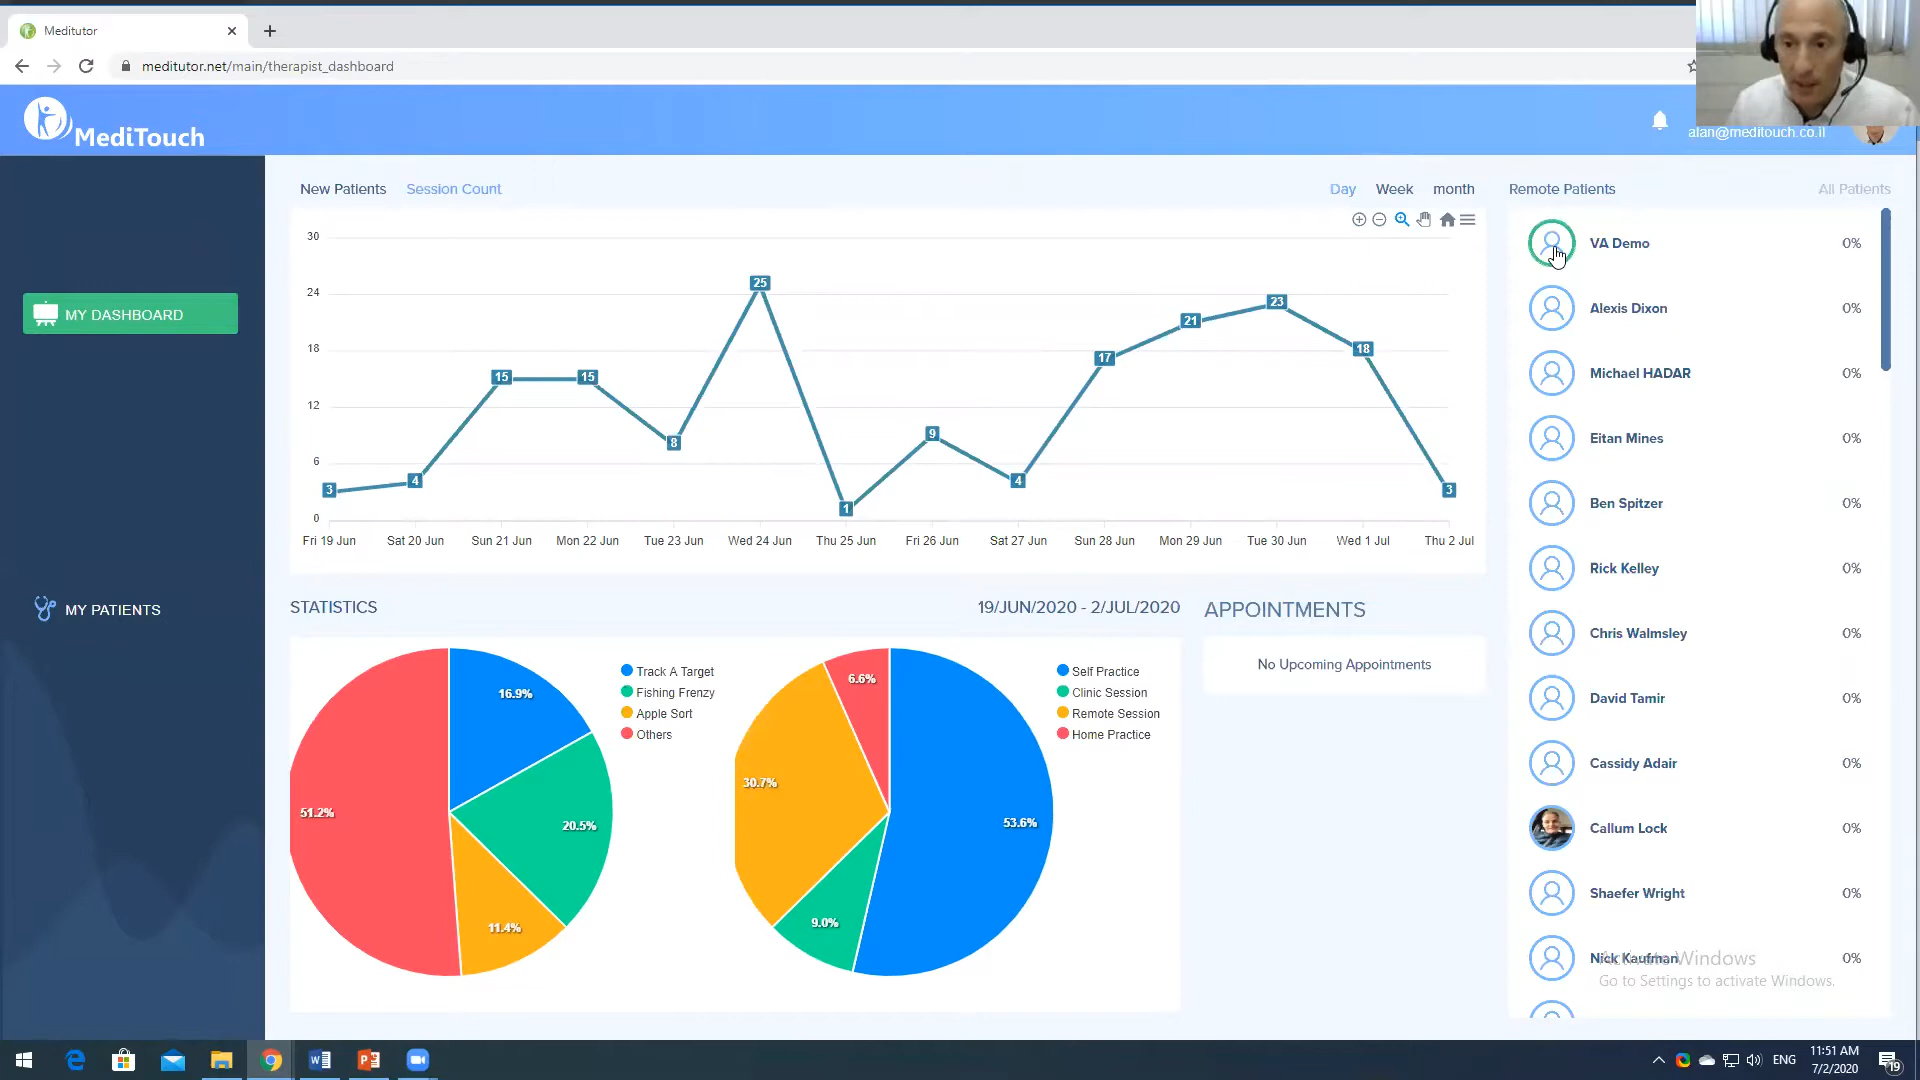 Meditutor
meditutor.net/main/therapist_dashboard
MediTouch
alan@meditouch.co.il
New Patients Session Count Day Week month
Remote Patients All Patients
30
24
18
12
6
0
3 4 15 15 8 25 1 9 4 17 21 23 18 3
Fri 19 Jun Sat 20 Jun Sun 21 Jun Mon 22 Jun Tue 23 Jun Wed 24 Jun Thu 25 Jun Fri 26 Jun Sat 27 Jun Sun 28 Jun Mon 29 Jun Tue 30 Jun Wed 1 Jul Thu 2 Jul
VA Demo 0%
Alexis Dixon 0%
Michael HADAR 0%
Eitan Mines 0%
Ben Spitzer 0%
Rick Kelley 0%
Chris Walmsley 0%
David Tamir 0%
Cassidy Adair 0%
Callum Lock 0%
Shaefer Wright 0%
Nick Kaufman 0%
MY DASHBOARD
MY PATIENTS
STATISTICS 19/JUN/2020 - 2/JUL/2020
16.9%
20.5%
11.4%
51.2%
Track A Target
Fishing Frenzy
Apple Sort
Others
6.6%
30.7%
53.6%
9.0%
Self Practice
Clinic Session
Remote Session
Home Practice
APPOINTMENTS
No Upcoming Appointments
Activate Windows
Go to Settings to activate Windows.
ENG
11:51 AM
7/2/2020
19